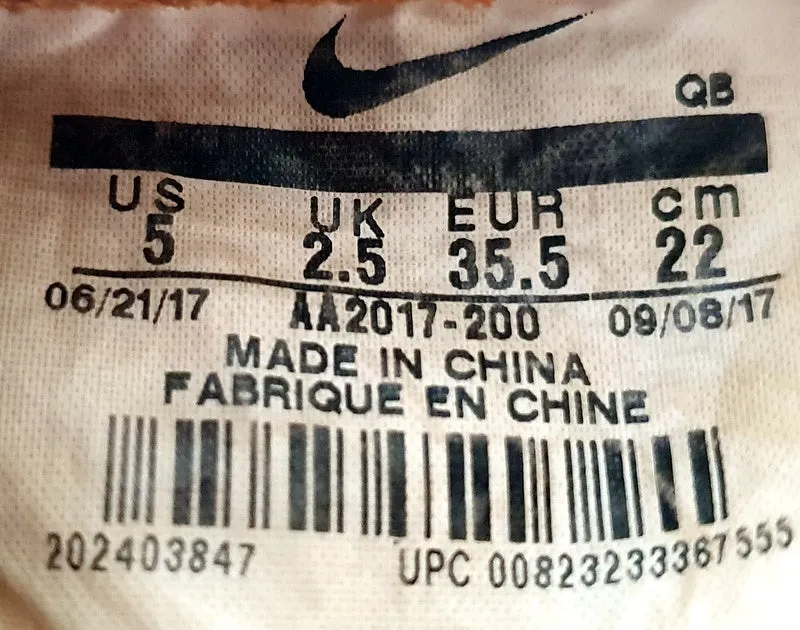 QB
US UK EUR cm
5 2.5 35.5 22
06/21/17 AA2017-200 09/08/17
MADE IN CHINA
FABRIQUE EN CHINE
202403847 UPC 00823233367555